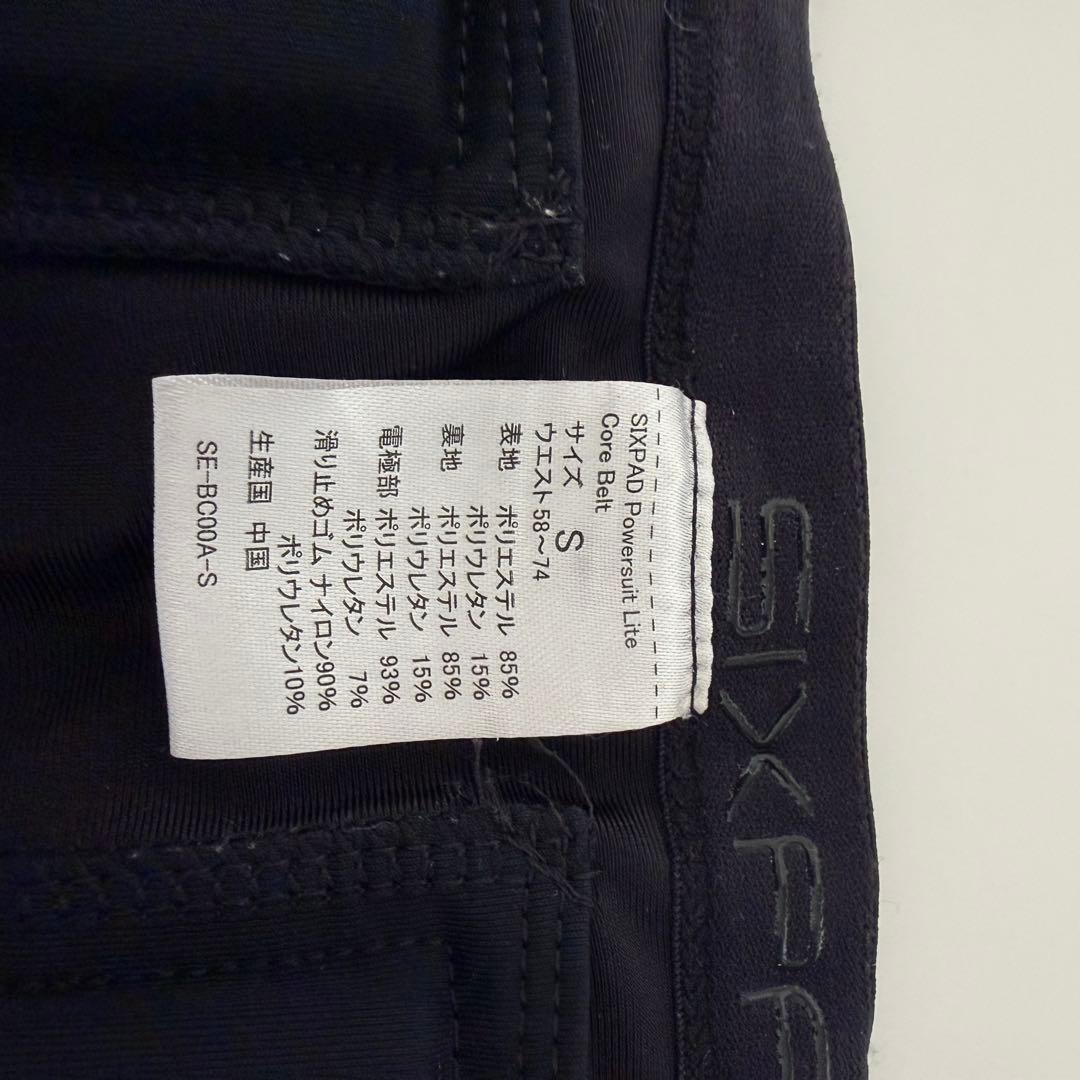 SIXPAD Powersuit Lite
Core Belt
サイズ S
ウエスト58〜74
表地 ポリエステル 85%
ポリウレタン 15%
裏地 ポリエステル 85%
ポリウレタン 15%
電極部 ポリエステル 93%
ポリウレタン 7%
滑り止めゴム ナイロン90%
ポリウレタン10%
生産国 中国
SE-BC00A-S
SIXPA